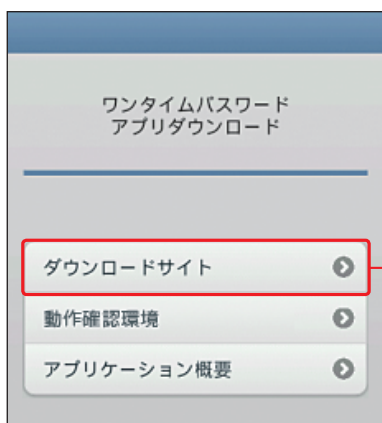 ワンタイムパスワード
アプリダウンロード
ダウンロードサイト
動作確認環境
アプリケーション概要